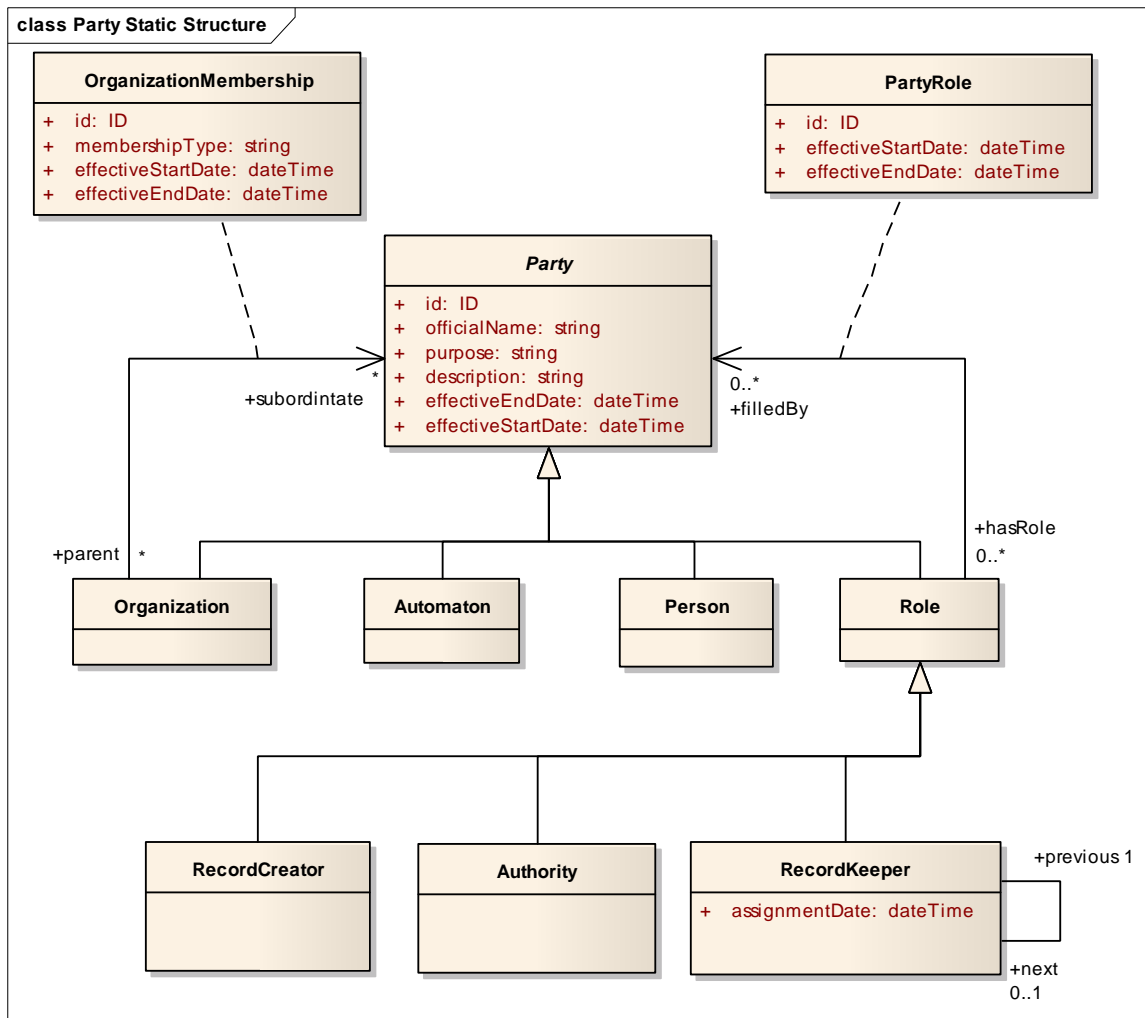 class Party Static Structure
OrganizationMembership
+ id: ID
+ membershipType: string
+ effectiveStartDate: dateTime
+ effectiveEndDate: dateTime
PartyRole
+ id: ID
+ effectiveStartDate: dateTime
+ effectiveEndDate: dateTime
Party
+ id: ID
+ officialName: string
+ purpose: string
+ description: string
+ effectiveEndDate: dateTime
+ effectiveStartDate: dateTime
*
+subordintate
0..*
+filledBy
+parent *
+hasRole
0..*
Organization
Automaton
Person
Role
RecordCreator
Authority
RecordKeeper
+ assignmentDate: dateTime
+previous 1
+next
0..1